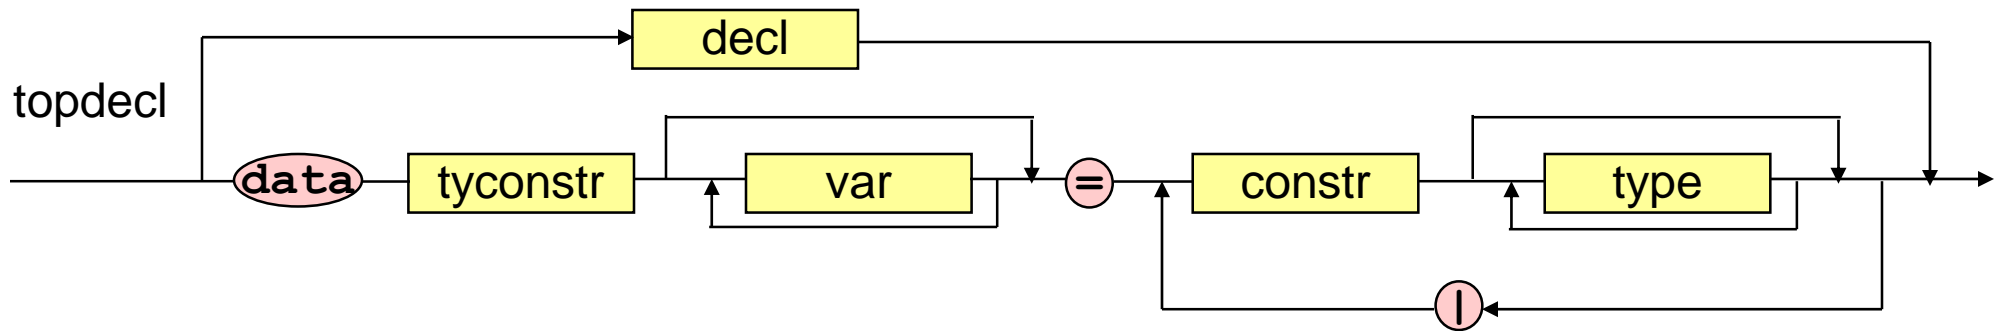 decl
topdecl
data tyconstr var = constr type
|